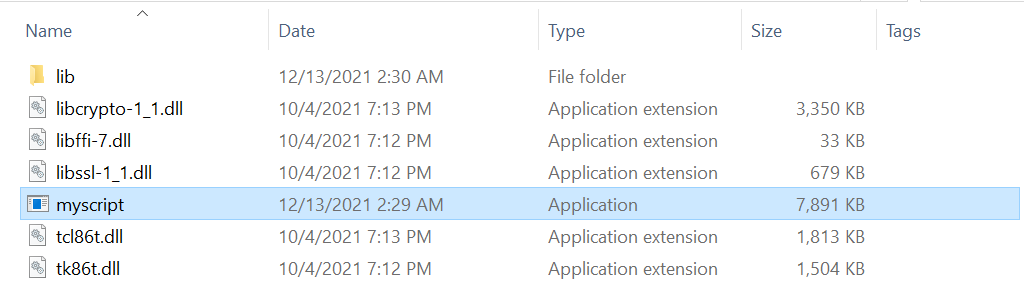 Name Date Type Size Tags
lib 12/13/2021 2:30 AM File folder
libcrypto-1_1.dll 10/4/2021 7:13 PM Application extension 3,350 KB
libffi-7.dll 10/4/2021 7:12 PM Application extension 33 KB
libssl-1_1.dll 10/4/2021 7:12 PM Application extension 679 KB
myscript 12/13/2021 2:29 AM Application 7,891 KB
tcl86t.dll 10/4/2021 7:13 PM Application extension 1,813 KB
tk86t.dll 10/4/2021 7:12 PM Application extension 1,504 KB